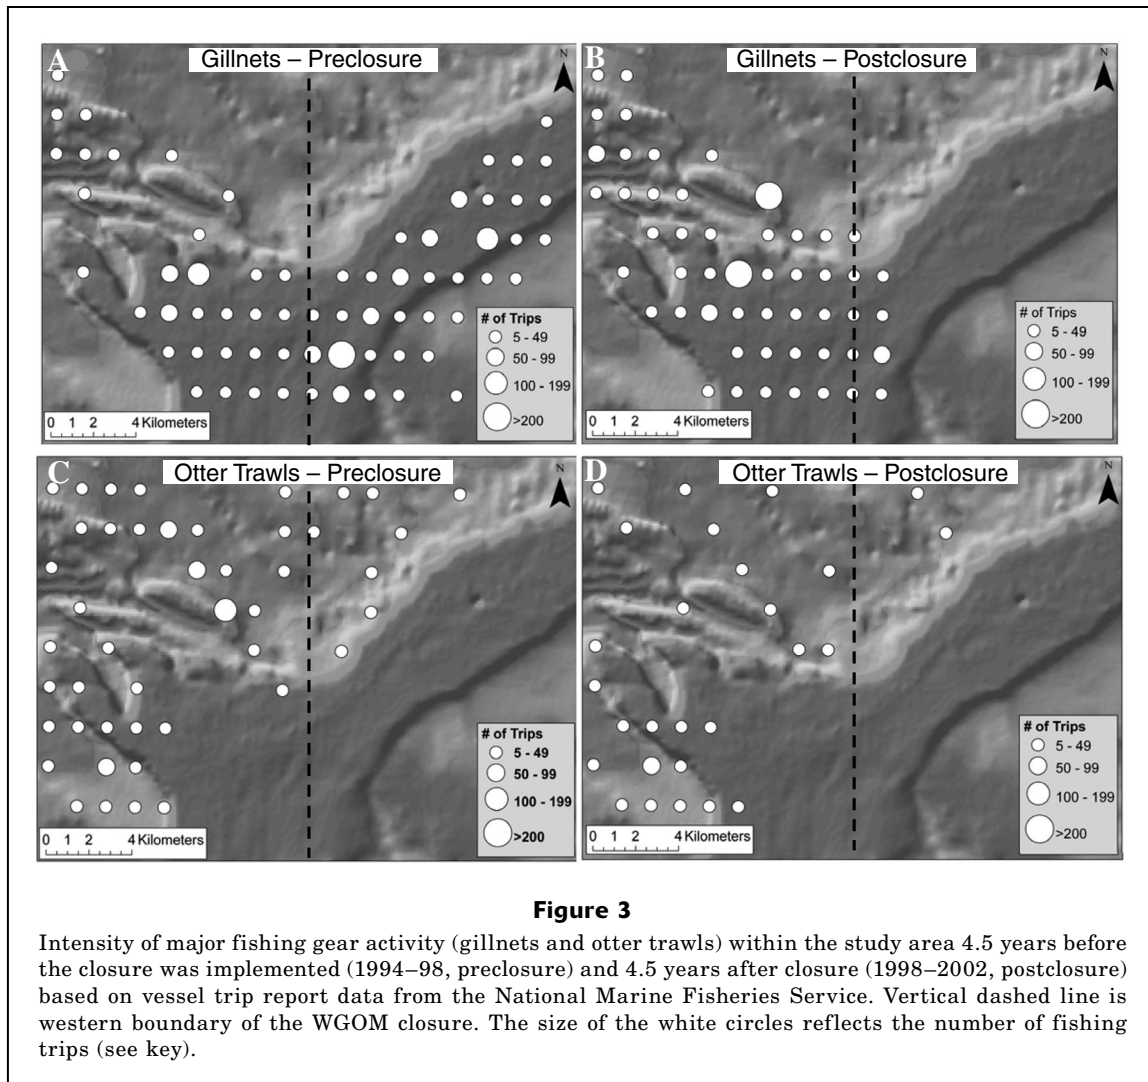 A
Gillnets – Preclosure
N
# of Trips
5 - 49
50 - 99
100 - 199
>200
0 1 2 4 Kilometers
B
Gillnets – Postclosure
N
# of Trips
5 - 49
50 - 99
100 - 199
>200
0 1 2 4 Kilometers
C
Otter Trawls – Preclosure
N
# of Trips
5 - 49
50 - 99
100 - 199
>200
0 1 2 4 Kilometers
D
Otter Trawls – Postclosure
N
# of Trips
5 - 49
50 - 99
100 - 199
>200
0 1 2 4 Kilometers
Figure 3
Intensity of major fishing gear activity (gillnets and otter trawls) within the study area 4.5 years before
the closure was implemented (1994–98, preclosure) and 4.5 years after closure (1998–2002, postclosure)
based on vessel trip report data from the National Marine Fisheries Service. Vertical dashed line is
western boundary of the WGOM closure. The size of the white circles reflects the number of fishing
trips (see key).